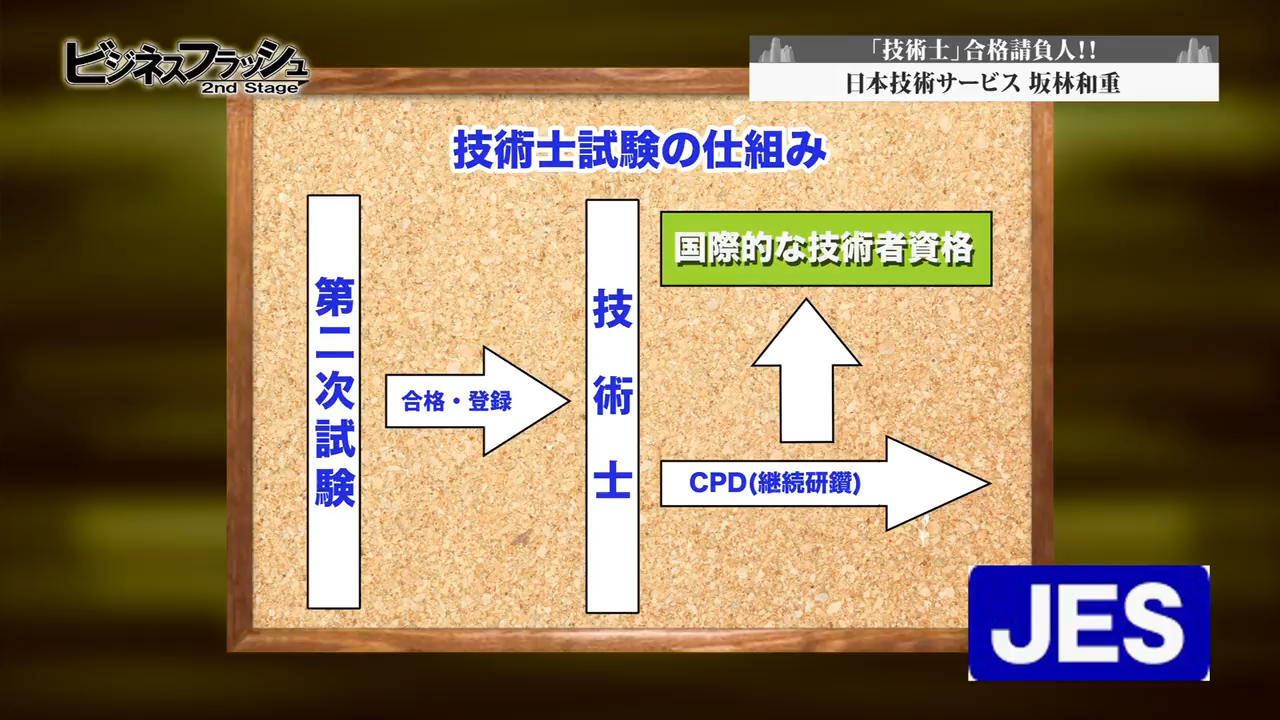 ビジネスフラッシュ
2nd Stage
「技術士」合格請負人!!
日本技術サービス 坂林和重
技術士試験の仕組み
第二次試験
合格・登録
技術士
国際的な技術者資格
CPD(継続研鑽)
JES